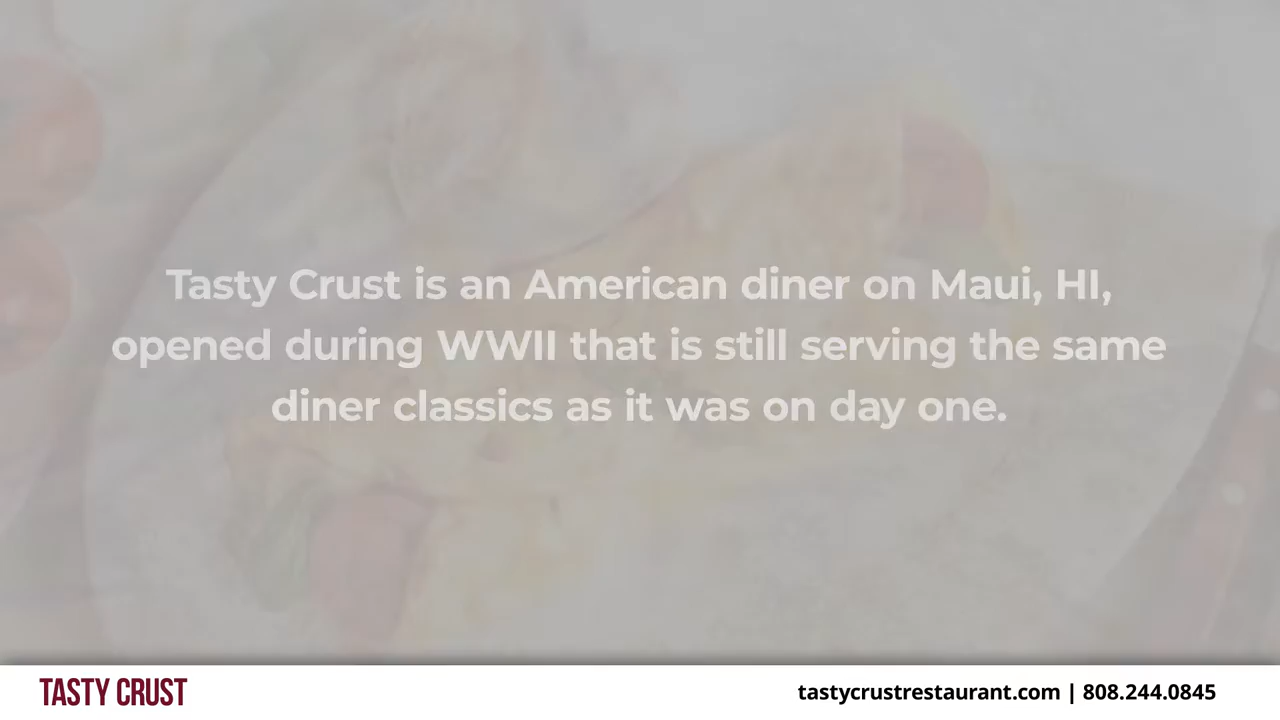 Tasty Crust is an American diner on Maui, HI,
opened during WWII that is still serving the same
diner classics as it was on day one.
TASTY CRUST
tastycrustrestaurant.com | 808.244.0845